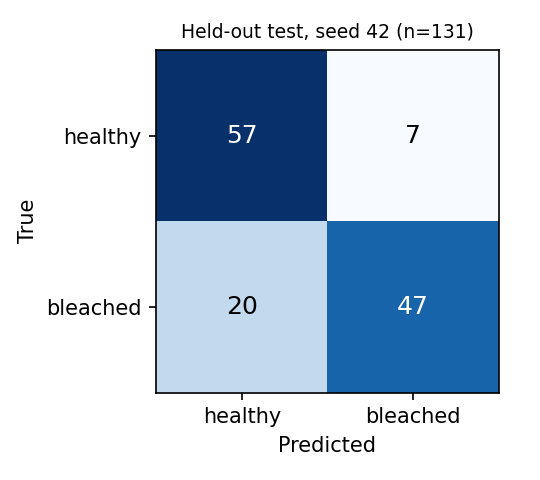 Held-out test, seed 42 (n=131)
healthy
57
7
True
bleached
20
47
healthy
bleached
Predicted